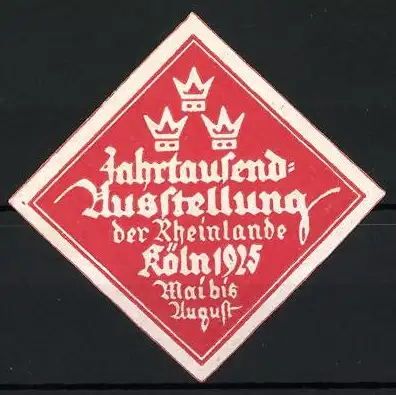 Jahrtausend-
Ausstellung
der Rheinlande
Köln 1925
Mai bis
August